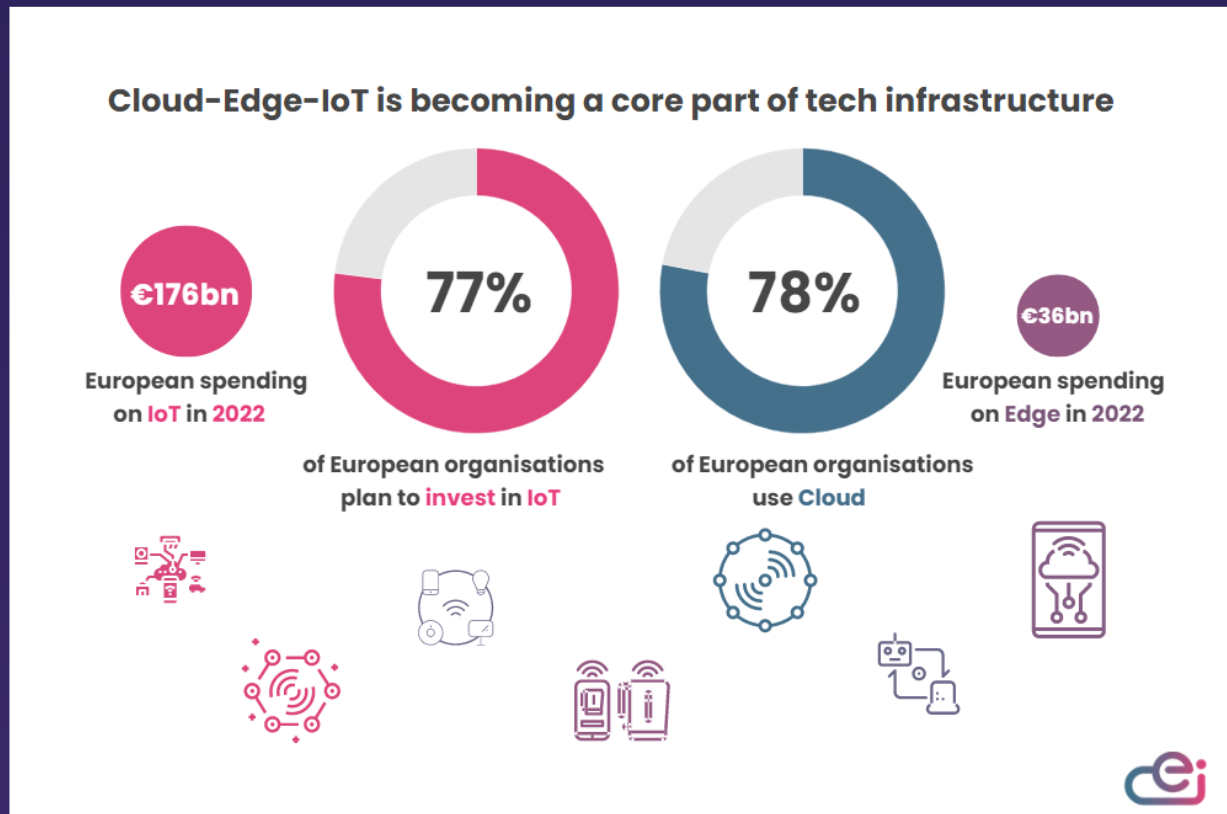 Cloud-Edge-IoT is becoming a core part of tech infrastructure
€176bn
European spending
on IoT in 2022
77%
of European organisations
plan to invest in IoT
78%
of European organisations
use Cloud
€36bn
European spending
on Edge in 2022
ei